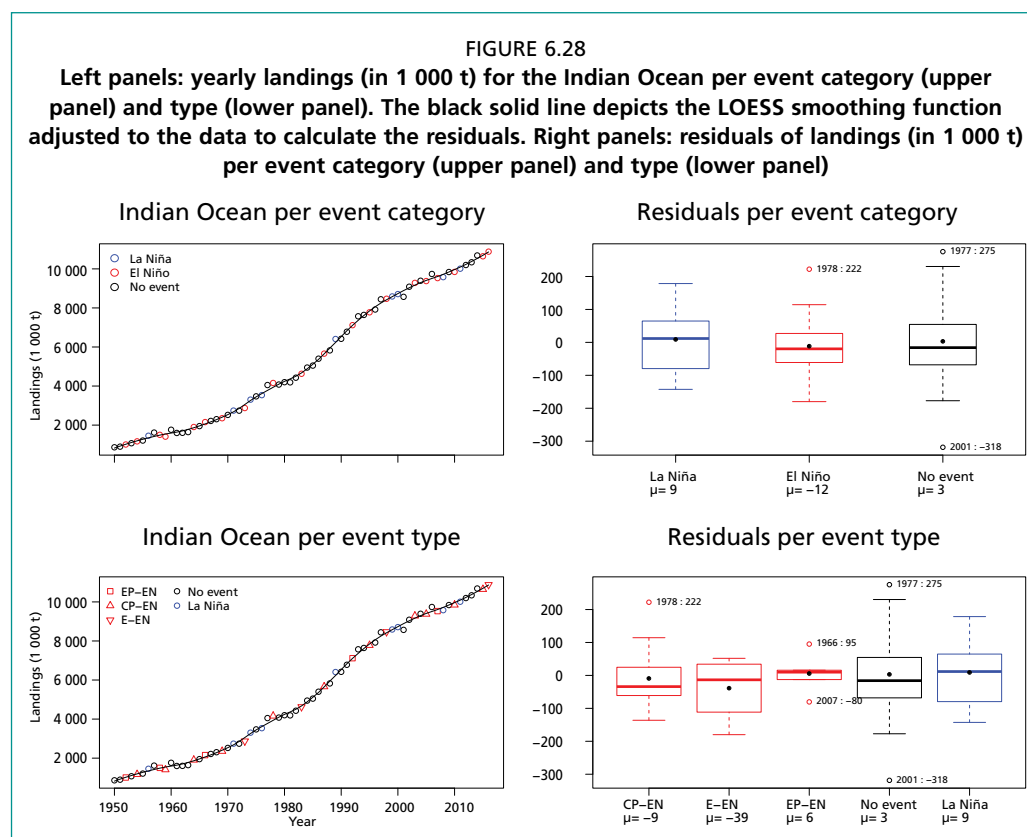 FIGURE 6.28
Left panels: yearly landings (in 1 000 t) for the Indian Ocean per event category (upper
panel) and type (lower panel). The black solid line depicts the LOESS smoothing function
adjusted to the data to calculate the residuals. Right panels: residuals of landings (in 1 000 t)
per event category (upper panel) and type (lower panel)
Indian Ocean per event category
Landings (1 000 t)
10 000
8 000
6 000
4 000
2 000
La Niña
El Niño
No event
1950 1960 1970 1980 1990 2000 2010
Residuals per event category
200
100
0
−100
−200
−300
1978 : 222
1977 : 275
2001 : −318
La Niña El Niño No event
μ= 9 μ= −12 μ= 3
Indian Ocean per event type
Landings (1 000 t)
10 000
8 000
6 000
4 000
2 000
EP−EN No event
CP−EN La Niña
E−EN
1950 1960 1970 1980 1990 2000 2010
Year
Residuals per event type
200
100
0
−100
−200
−300
1978 : 222
1966 : 95
2007 : −80
1977 : 275
2001 : −318
CP−EN E−EN EP−EN No event La Niña
μ= −9 μ= −39 μ= 6 μ= 3 μ= 9